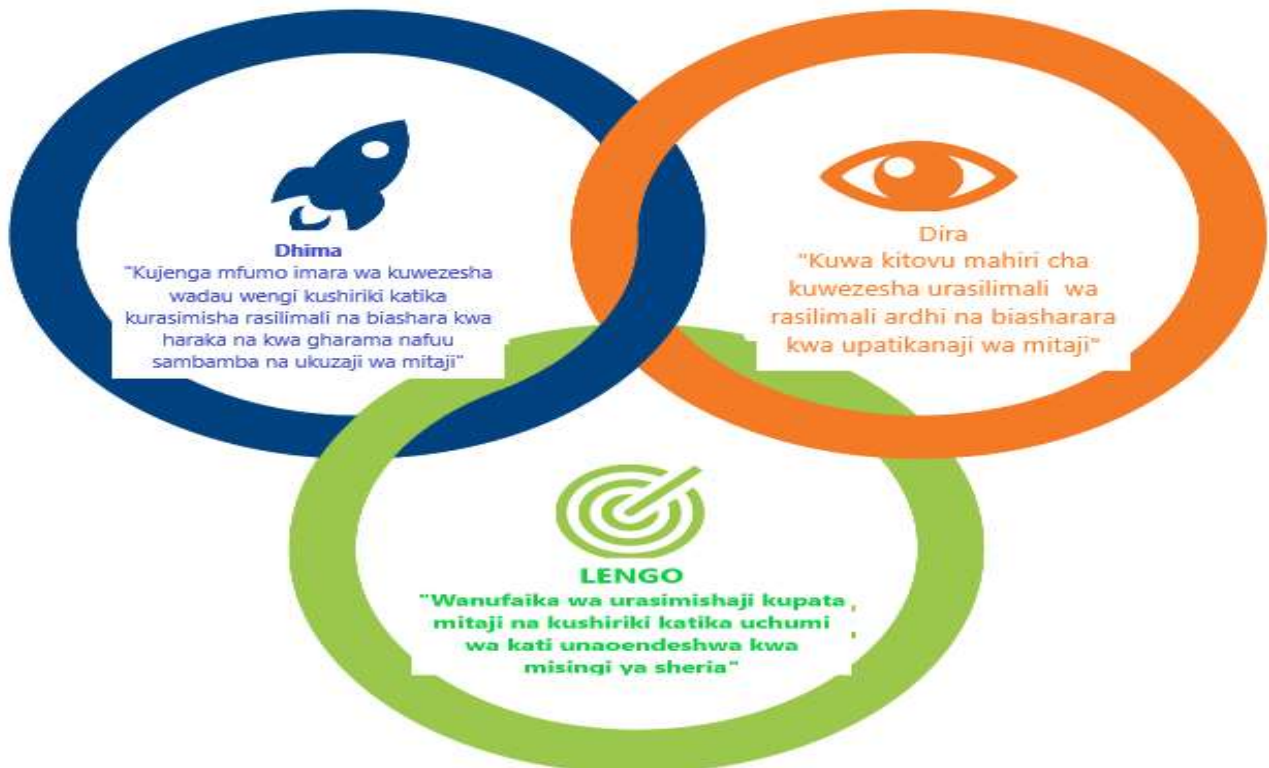 Dhima
"Kujenga mfumo imara wa kuwezesha
wadau wengi kushiriki katika
kurasimisha rasilimali na biashara kwa
haraka na kwa gharama nafuu
sambamba na ukuzaji wa mitaji"
Dira
"Kuwa kitovu mahiri cha
kuwezesha urasilimali wa
rasilimali ardhi na biasharara
kwa upatikanaji wa mitaji"
LENGO
"Wanufaika wa urasimishaji kupata
mitaji na kushiriki katika uchumi
wa kati unaoendeshwa kwa
misingi ya sheria"